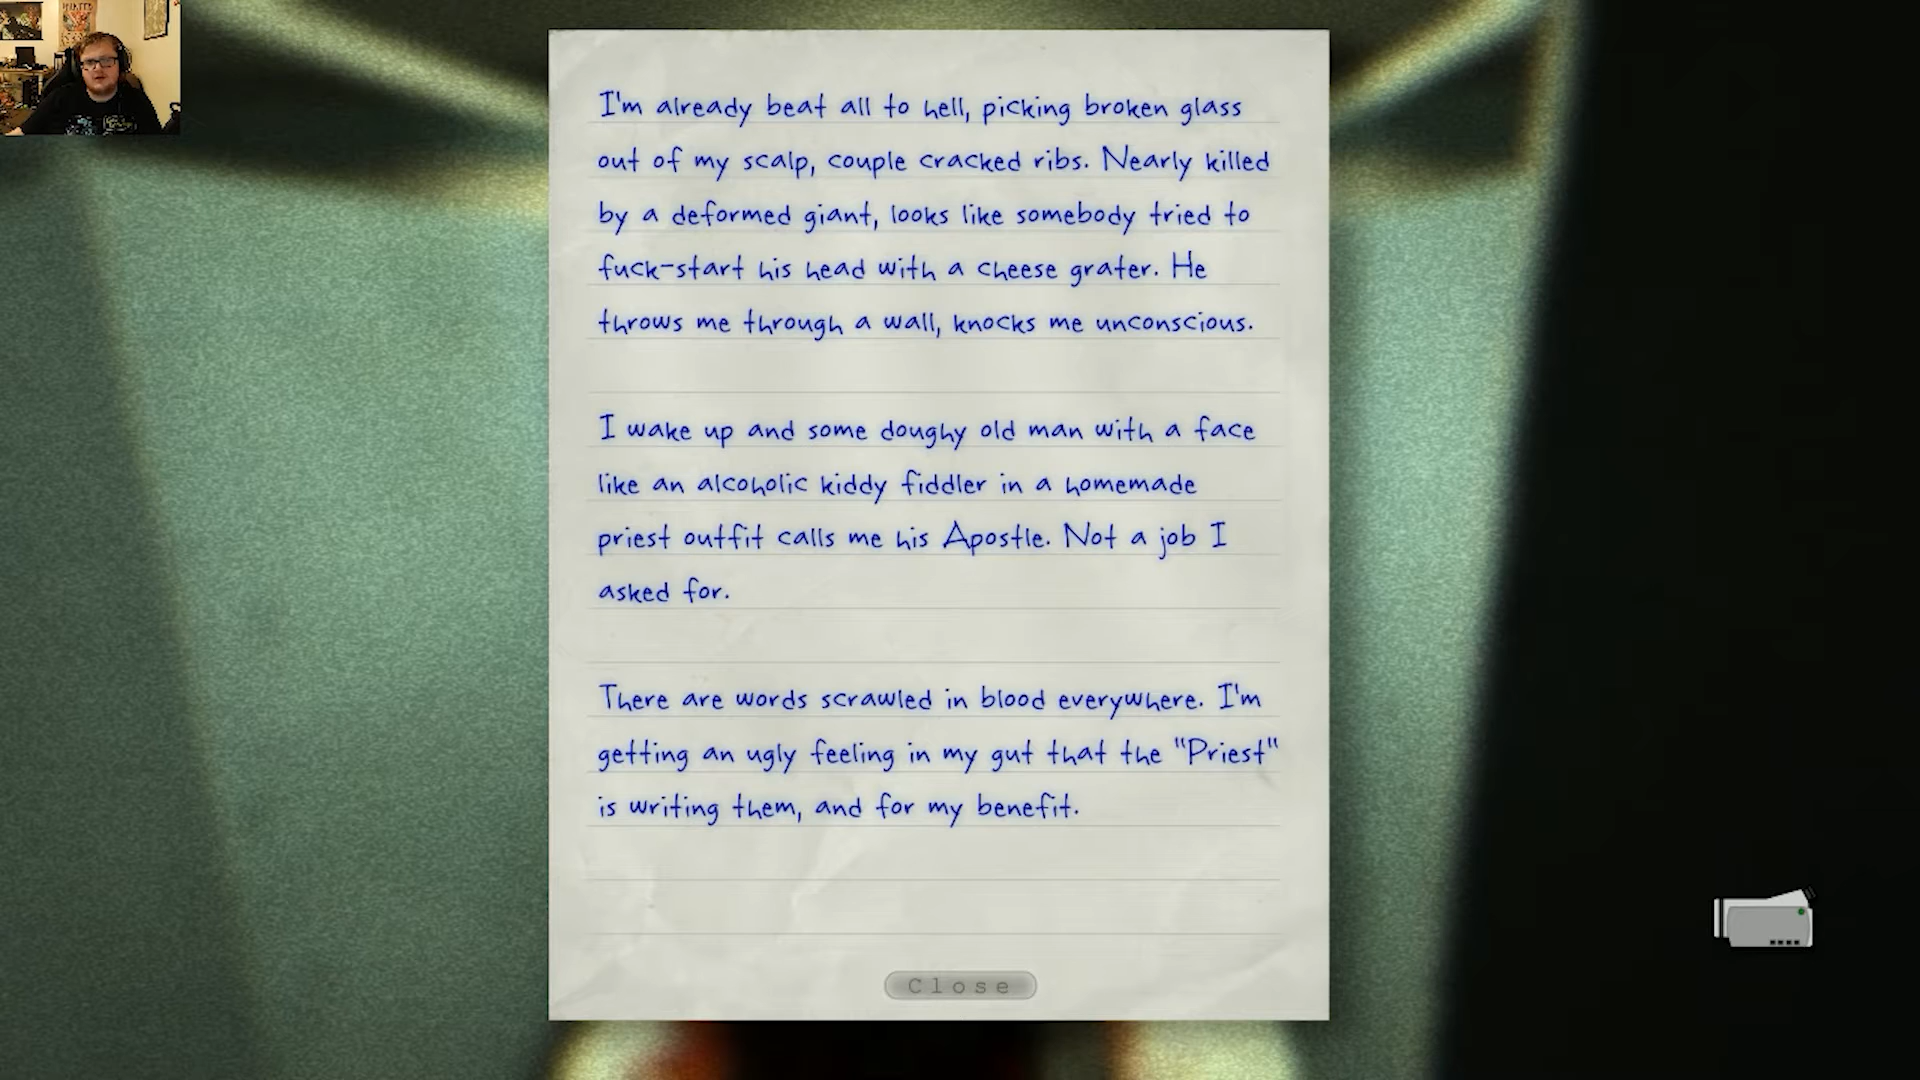 I'm already beat all to hell, picking broken glass
out of my scalp, couple cracked ribs. Nearly killed
by a deformed giant, looks like somebody tried to
fuck-start his head with a cheese grater. He
throws me through a wall, knocks me unconscious.
I wake up and some doughy old man with a face
like an alcoholic kiddy fiddler in a homemade
priest outfit calls me his Apostle. Not a job I
asked for.
There are words scrawled in blood everywhere. I'm
getting an ugly feeling in my gut that the "Priest"
is writing them, and for my benefit.
Close